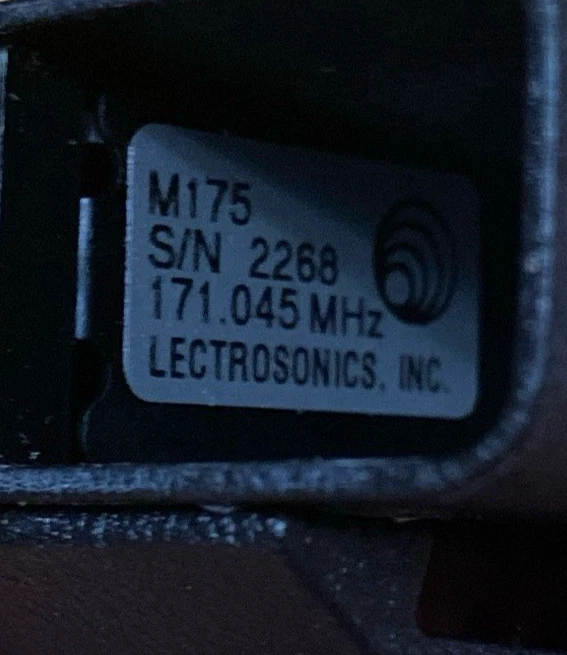 M175
S/N 2268
171.045 MHz
LECTROSONICS, INC.